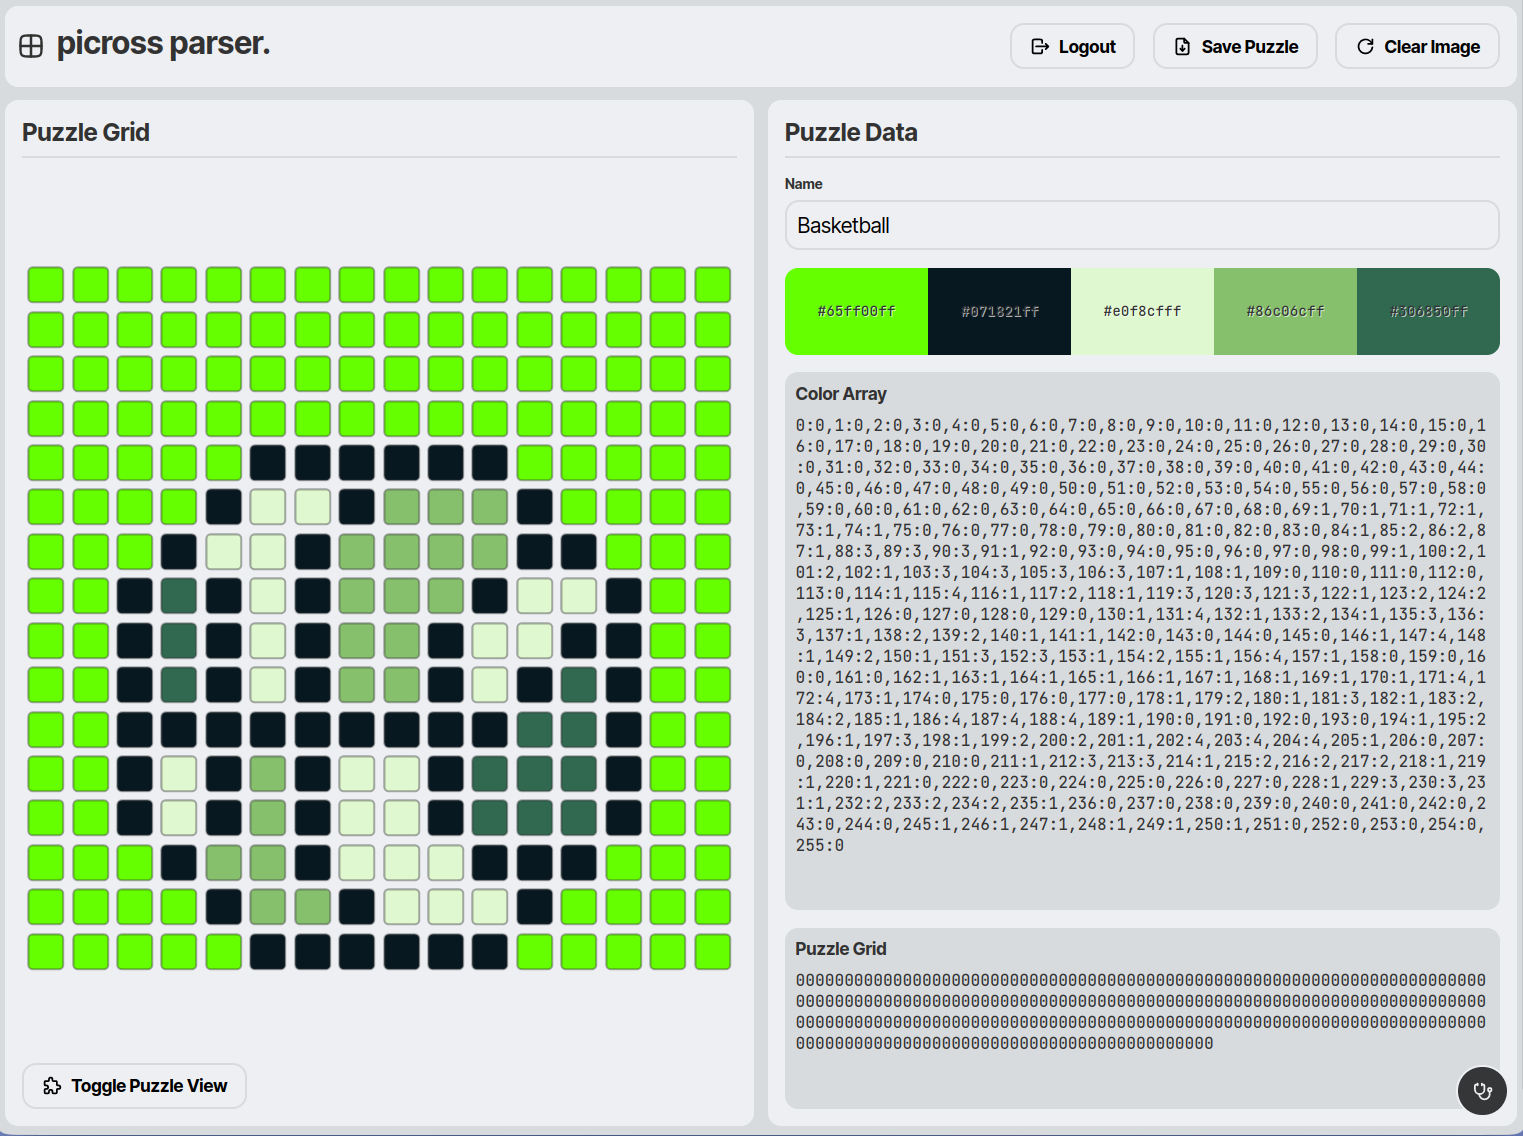 picross parser.
Logout
Save Puzzle
Clear Image
Puzzle Grid
Toggle Puzzle View
Puzzle Data
Name
Basketball
#65ff00ff
#071821ff
#e0f8cfff
#86c06cff
#306850ff
Color Array
0:0,1:0,2:0,3:0,4:0,5:0,6:0,7:0,8:0,9:0,10:0,11:0,12:0,13:0,14:0,15:0,1
6:0,17:0,18:0,19:0,20:0,21:0,22:0,23:0,24:0,25:0,26:0,27:0,28:0,29:0,30
:0,31:0,32:0,33:0,34:0,35:0,36:0,37:0,38:0,39:0,40:0,41:0,42:0,43:0,44:
0,45:0,46:0,47:0,48:0,49:0,50:0,51:0,52:0,53:0,54:0,55:0,56:0,57:0,58:0
,59:0,60:0,61:0,62:0,63:0,64:0,65:0,66:0,67:0,68:0,69:1,70:1,71:1,72:1,
73:1,74:1,75:0,76:0,77:0,78:0,79:0,80:0,81:0,82:0,83:0,84:1,85:2,86:2,8
7:1,88:3,89:3,90:3,91:1,92:0,93:0,94:0,95:0,96:0,97:0,98:0,99:1,100:2,1
01:2,102:1,103:3,104:3,105:3,106:3,107:1,108:1,109:0,110:0,111:0,112:0,
113:0,114:1,115:4,116:1,117:2,118:1,119:3,120:3,121:3,122:1,123:2,124:2
,125:1,126:0,127:0,128:0,129:0,130:1,131:4,132:1,133:2,134:1,135:3,136:
3,137:1,138:2,139:2,140:1,141:1,142:0,143:0,144:0,145:0,146:1,147:4,148
:1,149:2,150:1,151:3,152:3,153:1,154:2,155:1,156:4,157:1,158:0,159:0,16
0:0,161:0,162:1,163:1,164:1,165:1,166:1,167:1,168:1,169:1,170:1,171:4,1
72:4,173:1,174:0,175:0,176:0,177:0,178:1,179:2,180:1,181:3,182:1,183:2,
184:2,185:1,186:4,187:4,188:4,189:1,190:0,191:0,192:0,193:0,194:1,195:2
,196:1,197:3,198:1,199:2,200:2,201:1,202:4,203:4,204:4,205:1,206:0,207:
0,208:0,209:0,210:0,211:1,212:3,213:3,214:1,215:2,216:2,217:2,218:1,219
:1,220:1,221:0,222:0,223:0,224:0,225:0,226:0,227:0,228:1,229:3,230:3,23
1:1,232:2,233:2,234:2,235:1,236:0,237:0,238:0,239:0,240:0,241:0,242:0,2
43:0,244:0,245:1,246:1,247:1,248:1,249:1,250:1,251:0,252:0,253:0,254:0,
255:0
Puzzle Grid
00000000000000000000000000000000000000000000000000000000000000000000000
00000000000000000000000000000000000000000000000000000000000000000000000
00000000000000000000000000000000000000000000000000000000000000000000000
0000000000000000000000000000000000000000000